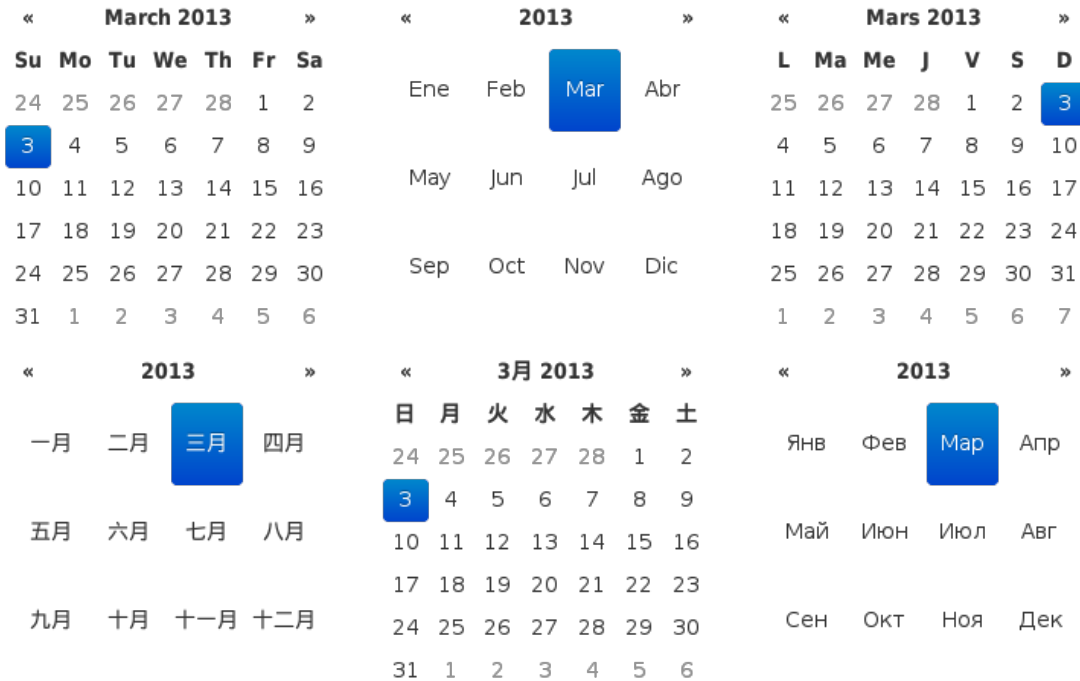 « March 2013 »
Su Mo Tu We Th Fr Sa
24 25 26 27 28 1 2
3 4 5 6 7 8 9
10 11 12 13 14 15 16
17 18 19 20 21 22 23
24 25 26 27 28 29 30
31 1 2 3 4 5 6
« 2013 »
Ene Feb Mar Abr
May Jun Jul Ago
Sep Oct Nov Dic
« Mars 2013 »
L Ma Me J V S D
25 26 27 28 1 2 3
4 5 6 7 8 9 10
11 12 13 14 15 16 17
18 19 20 21 22 23 24
25 26 27 28 29 30 31
1 2 3 4 5 6 7
« 2013 »
一月 二月 三月 四月
五月 六月 七月 八月
九月 十月 十一月 十二月
« 3月 2013 »
日 月 火 水 木 金 土
24 25 26 27 28 1 2
3 4 5 6 7 8 9
10 11 12 13 14 15 16
17 18 19 20 21 22 23
24 25 26 27 28 29 30
31 1 2 3 4 5 6
« 2013 »
Янв Фев Мар Апр
Май Июн Июл Авг
Сен Окт Ноя Дек